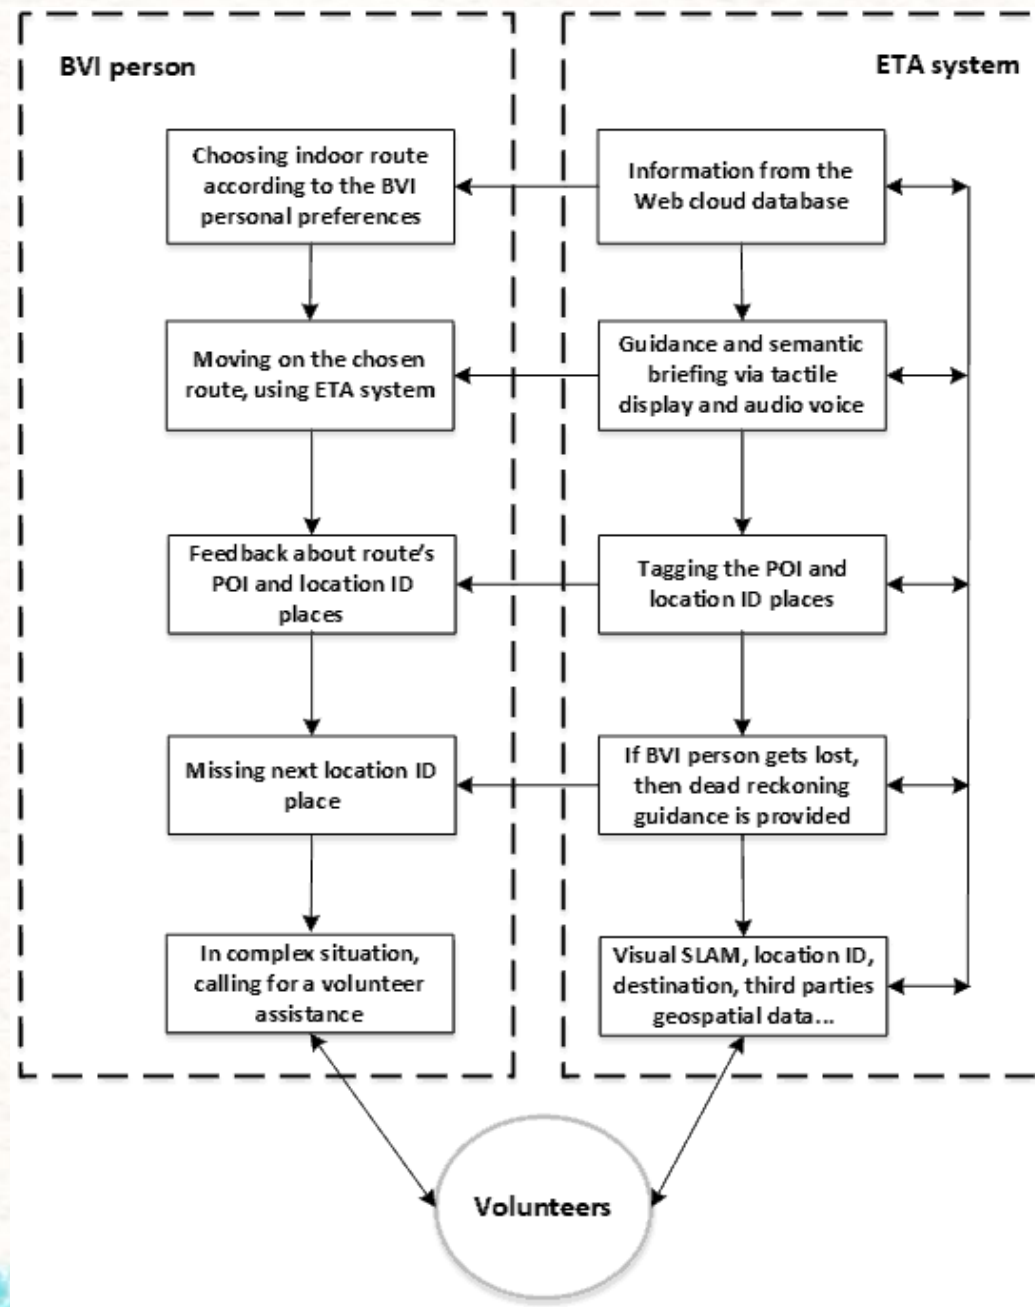 BVI person
Choosing indoor route
according to the BVI
personal preferences
Moving on the chosen
route, using ETA system
Feedback about route's
POI and location ID
places
Missing next location ID
place
In complex situation,
calling for a volunteer
assistance
ETA system
Information from the
Web cloud database
Guidance and semantic
briefing via tactile
display and audio voice
Tagging the POI and
location ID places
If BVI person gets lost,
then dead reckoning
guidance is provided
Visual SLAM, location ID,
destination, third parties
geospatial data...
Volunteers